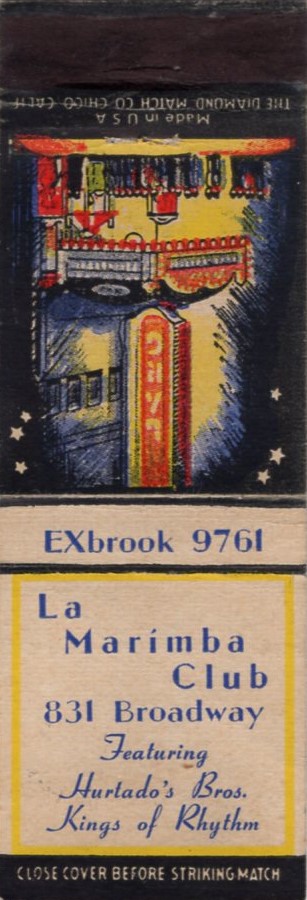 THE DIAMOND MATCH CO. CHICO, CALIF.
Made in U S A
EXbrook 9761
La
Marimba
Club
831 Broadway
Featuring
Hurtado's Bros.
Kings of Rhythm
CLOSE COVER BEFORE STRIKING MATCH